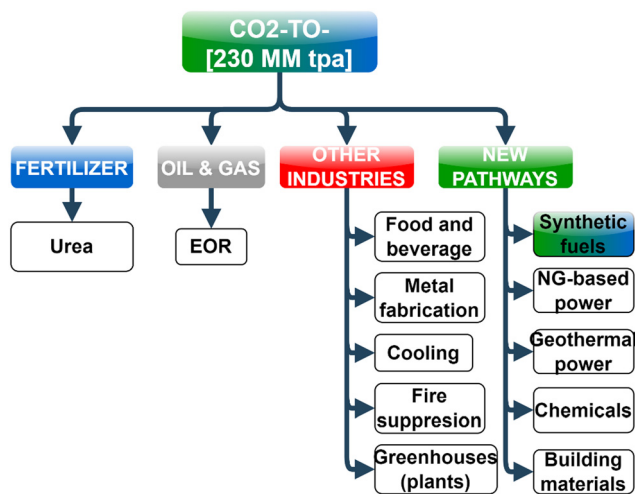 CO2-TO-
[230 MM tpa]
FERTILIZER
OIL & GAS
OTHER
INDUSTRIES
NEW
PATHWAYS
Urea
EOR
Food and
beverage
Metal
fabrication
Cooling
Fire
suppresion
Greenhouses
(plants)
Synthetic
fuels
NG-based
power
Geothermal
power
Chemicals
Building
materials